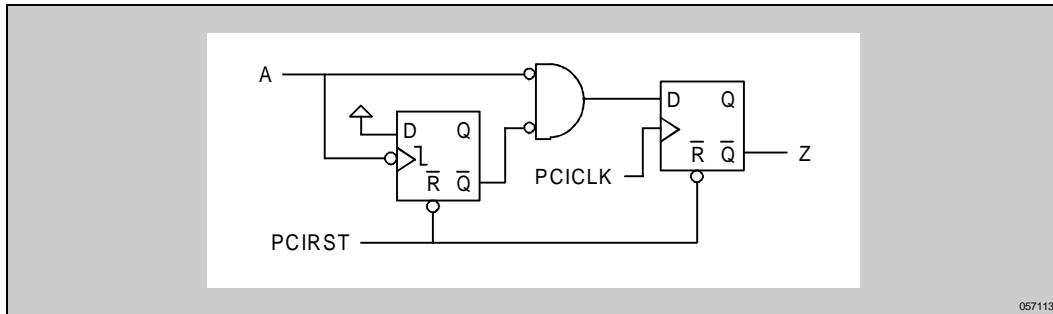 A
D Q
R̅ Q̅
PCIRST
PCICLK
D Q
R̅ Q̅
Z
057113